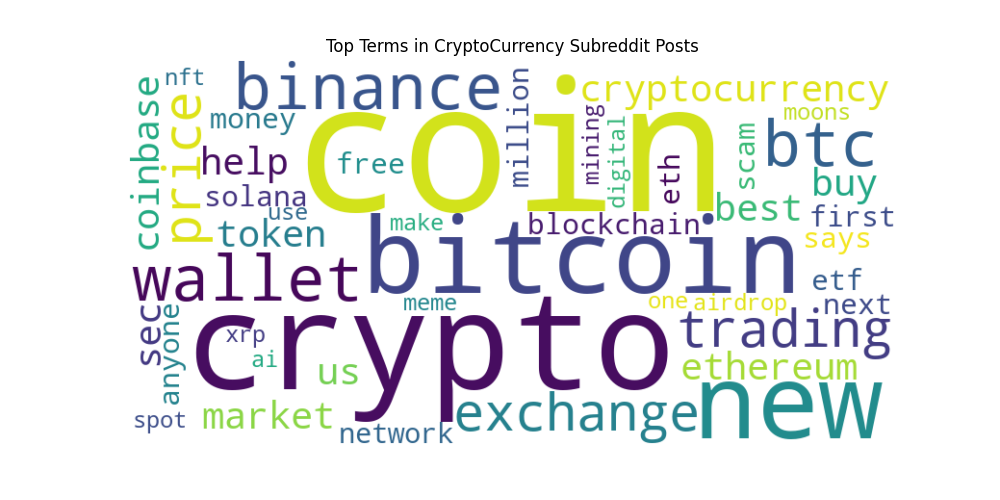 Top Terms in CryptoCurrency Subreddit Posts
nft
binance
coin
million
cryptocurrency
coinbase
price
money
mining
digital
moons
btc
help
free
eth
scam
buy
solana
use
best
first
token
make
blockchain
bitcoin
says
wallet
etf
meme
one
airdrop
next
sec
anyone
xrp
crypto
trading
ai
us
ethereum
new
spot
market
network
exchange